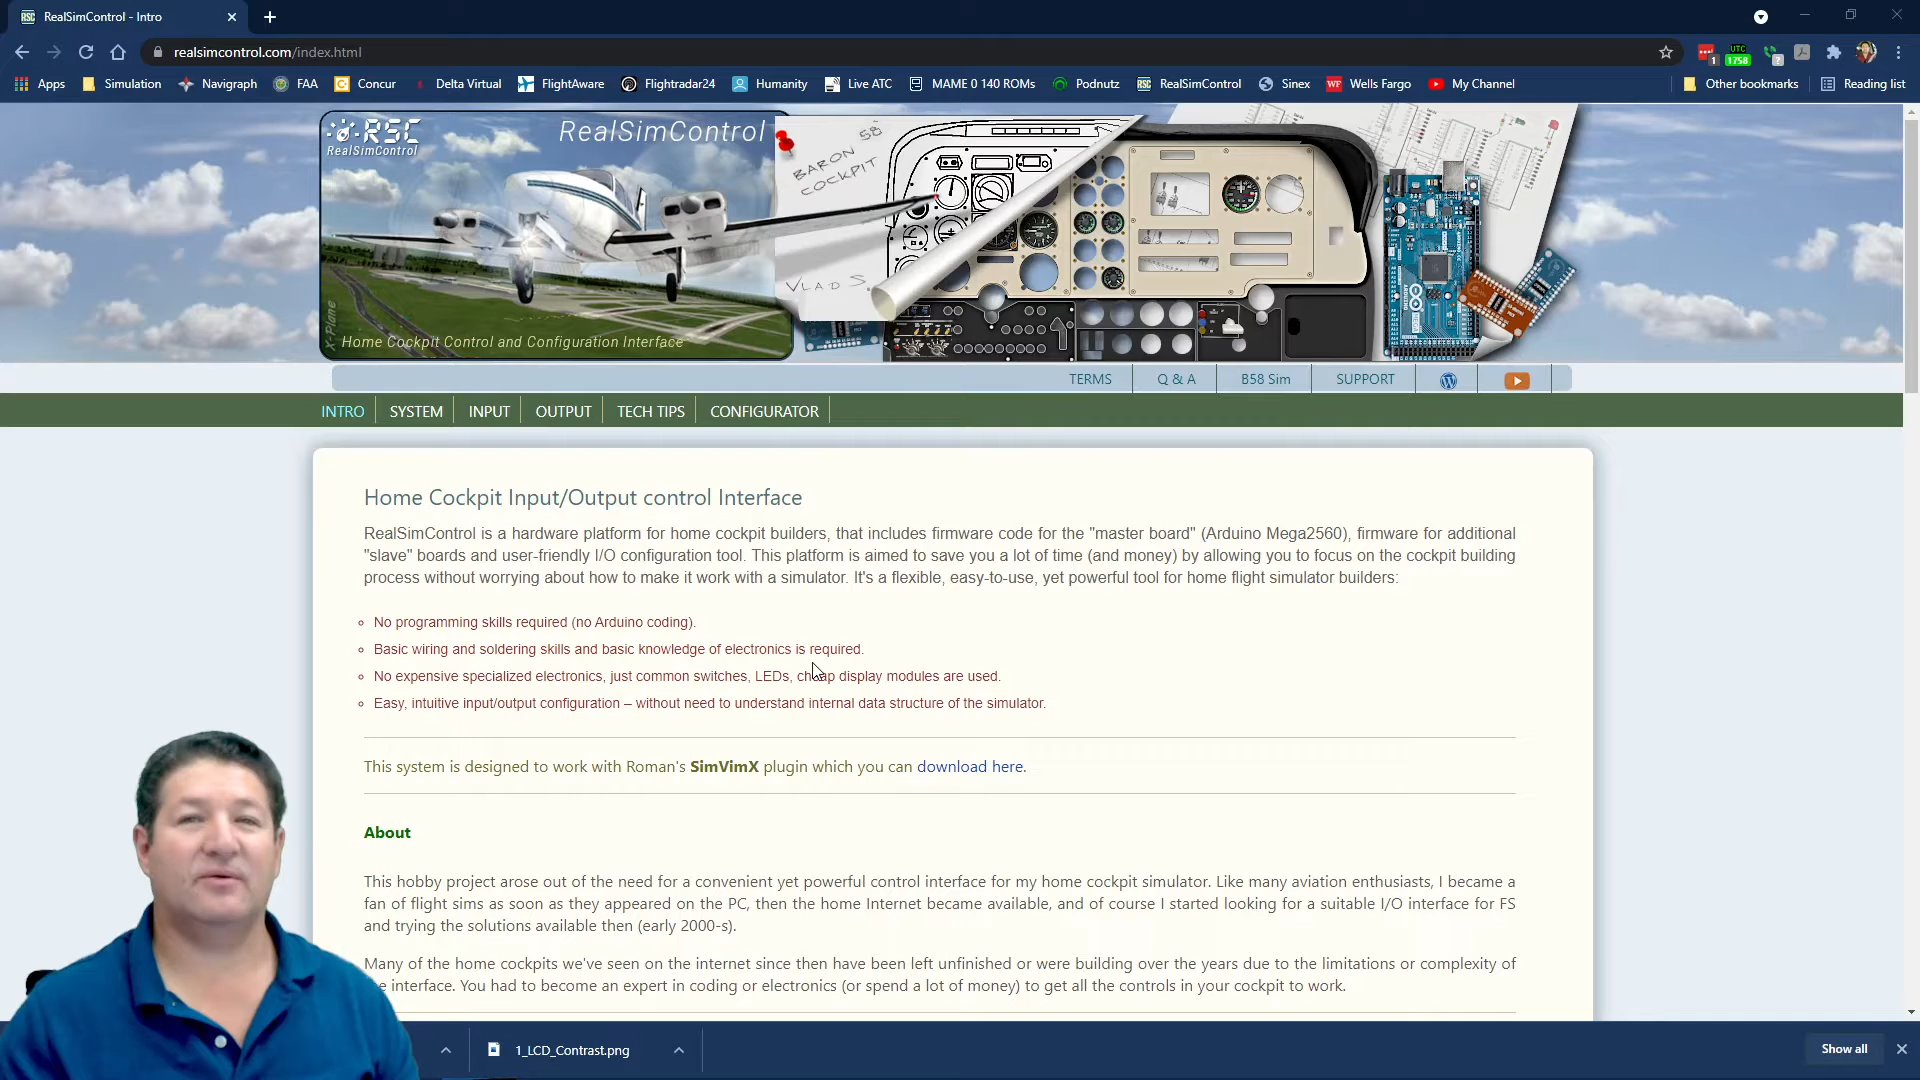 RealSimControl - Intro
realsimcontrol.com/index.html
1
UTC
1758
?
Apps
Simulation
Navigraph
FAA
Concur
Delta Virtual
FlightAware
Flightradar24
Humanity
Live ATC
MAME 0 140 ROMs
Podnutz
RealSimControl
Sinex
Wells Fargo
My Channel
Other bookmarks
Reading list
RSC
RealSimControl
RealSimControl
X-Plane
Home Cockpit Control and Configuration Interface
BARON 58
COCKPIT
VLAD S.
TERMS
Q & A
B58 Sim
SUPPORT
INTRO
SYSTEM
INPUT
OUTPUT
TECH TIPS
CONFIGURATOR
Home Cockpit Input/Output control Interface
RealSimControl is a hardware platform for home cockpit builders, that includes firmware code for the "master board" (Arduino Mega2560), firmware for additional
"slave" boards and user-friendly I/O configuration tool. This platform is aimed to save you a lot of time (and money) by allowing you to focus on the cockpit building
process without worrying about how to make it work with a simulator. It's a flexible, easy-to-use, yet powerful tool for home flight simulator builders:
No programming skills required (no Arduino coding).
Basic wiring and soldering skills and basic knowledge of electronics is required.
No expensive specialized electronics, just common switches, LEDs, cheap display modules are used.
Easy, intuitive input/output configuration – without need to understand internal data structure of the simulator.
This system is designed to work with Roman's SimVimX plugin which you can download here.
About
This hobby project arose out of the need for a convenient yet powerful control interface for my home cockpit simulator. Like many aviation enthusiasts, I became a
fan of flight sims as soon as they appeared on the PC, then the home Internet became available, and of course I started looking for a suitable I/O interface for FS
and trying the solutions available then (early 2000-s).
Many of the home cockpits we've seen on the internet since then have been left unfinished or were building over the years due to the limitations or complexity of
interface. You had to become an expert in coding or electronics (or spend a lot of money) to get all the controls in your cockpit to work.
1_LCD_Contrast.png
Show all